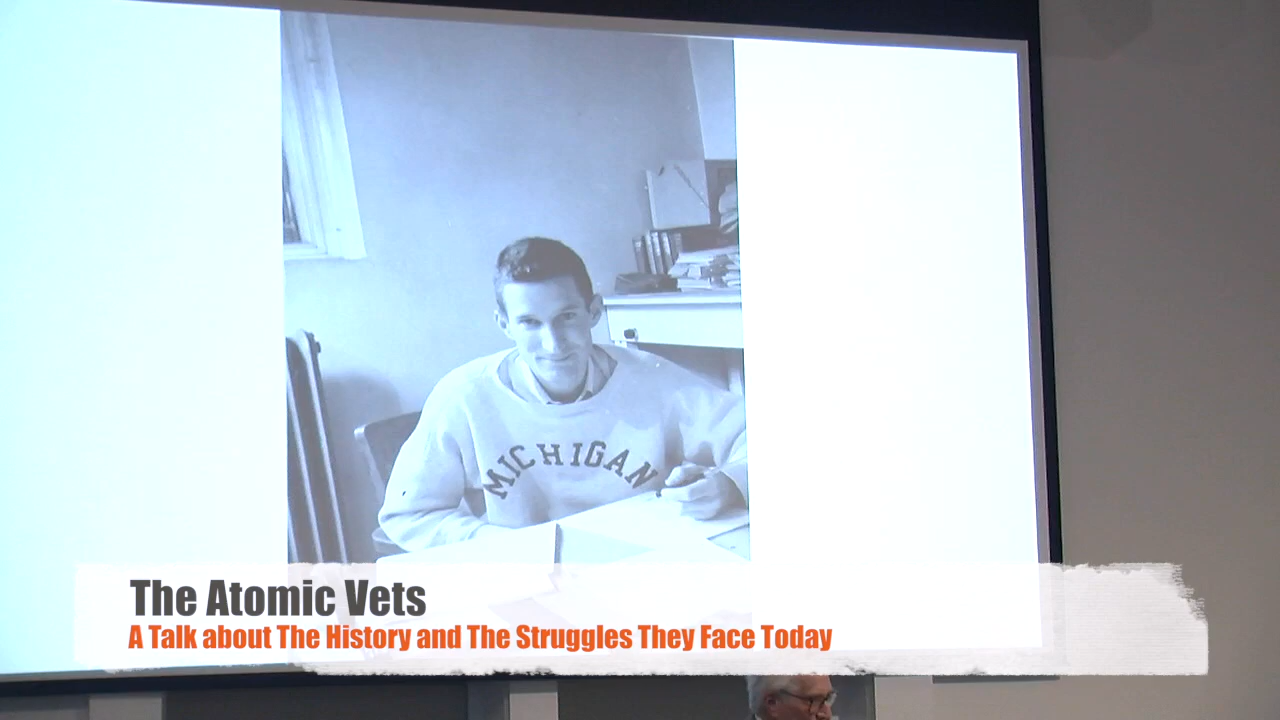 MICHIGAN
The Atomic Vets
A Talk about The History and The Struggles They Face Today